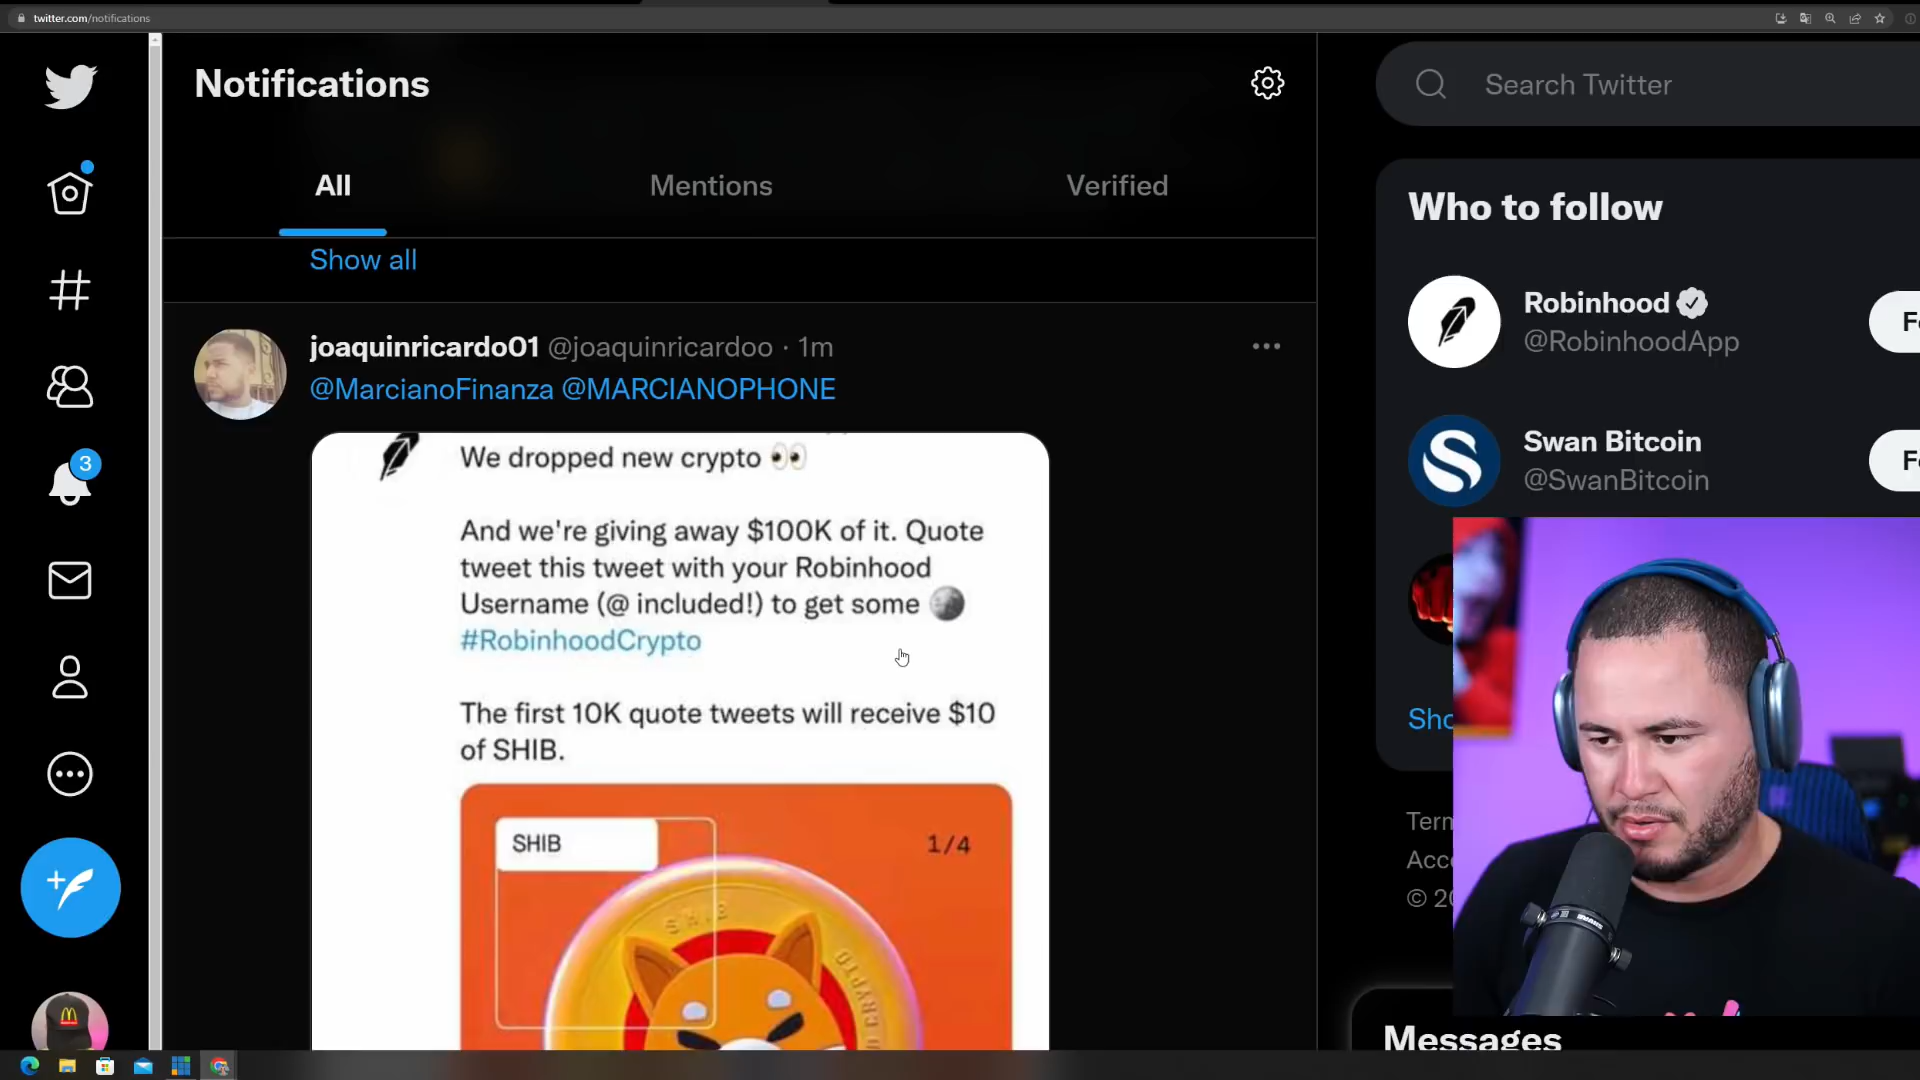 twitter.com/notifications
Notifications
Search Twitter
All
Mentions
Verified
Show all
joaquinricardo01 @joaquinricardoo · 1m
@MarcianoFinanza @MARCIANOPHONE
We dropped new crypto 👀
And we're giving away $100K of it. Quote
tweet this tweet with your Robinhood
Username (@ included!) to get some 🌕
#RobinhoodCrypto
The first 10K quote tweets will receive $10
of SHIB.
SHIB
1/4
SHIB
CRYPTO
3
Who to follow
Robinhood
@RobinhoodApp
Swan Bitcoin
@SwanBitcoin
Messages